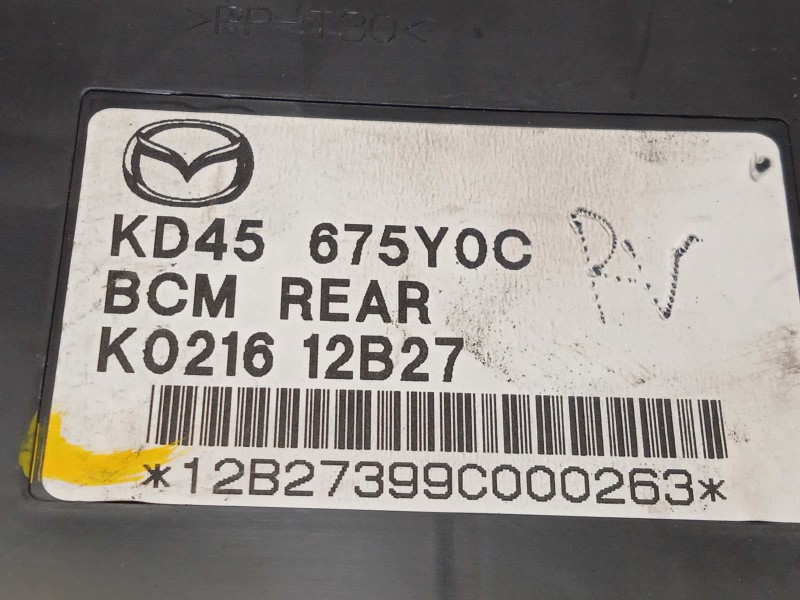 >PP-T30<
KD45 675Y0C
BCM REAR
K0216 12B27
*12B27399C000263*